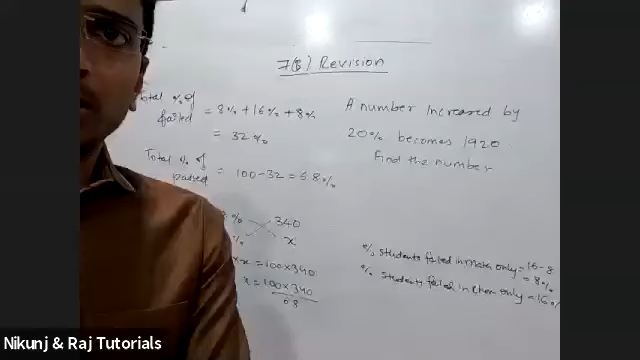 7(B) Revision
Total % of
failed = 8% + 16% + 8%
= 32%
Total % of
passed = 100 - 32 = 68%
% 340
% x
x = 100 × 340
x = 100 × 340
68
A number increased by
20% becomes 1920.
Find the number
% students failed in Math only = 16 - 8
= 8%
% students failed in Chem only = 16%
Nikunj & Raj Tutorials